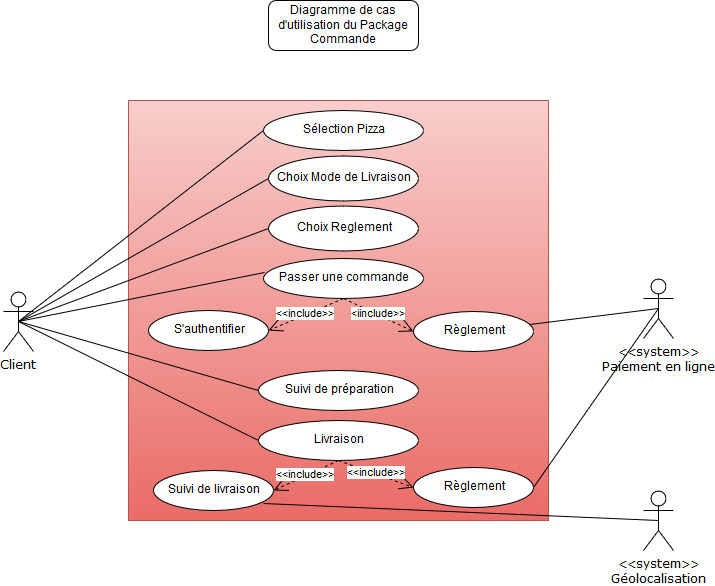 Diagramme de cas
d'utilisation du Package
Commande
Sélection Pizza
Choix Mode de Livraison
Choix Reglement
Passer une commande
<<include>>
<<iinclude>>
S'authentifier
Règlement
Client
<<system>>
Paiement en ligne
Suivi de préparation
Livraison
<<include>>
<<include>>
Suivi de livraison
Règlement
<<system>>
Géolocalisation